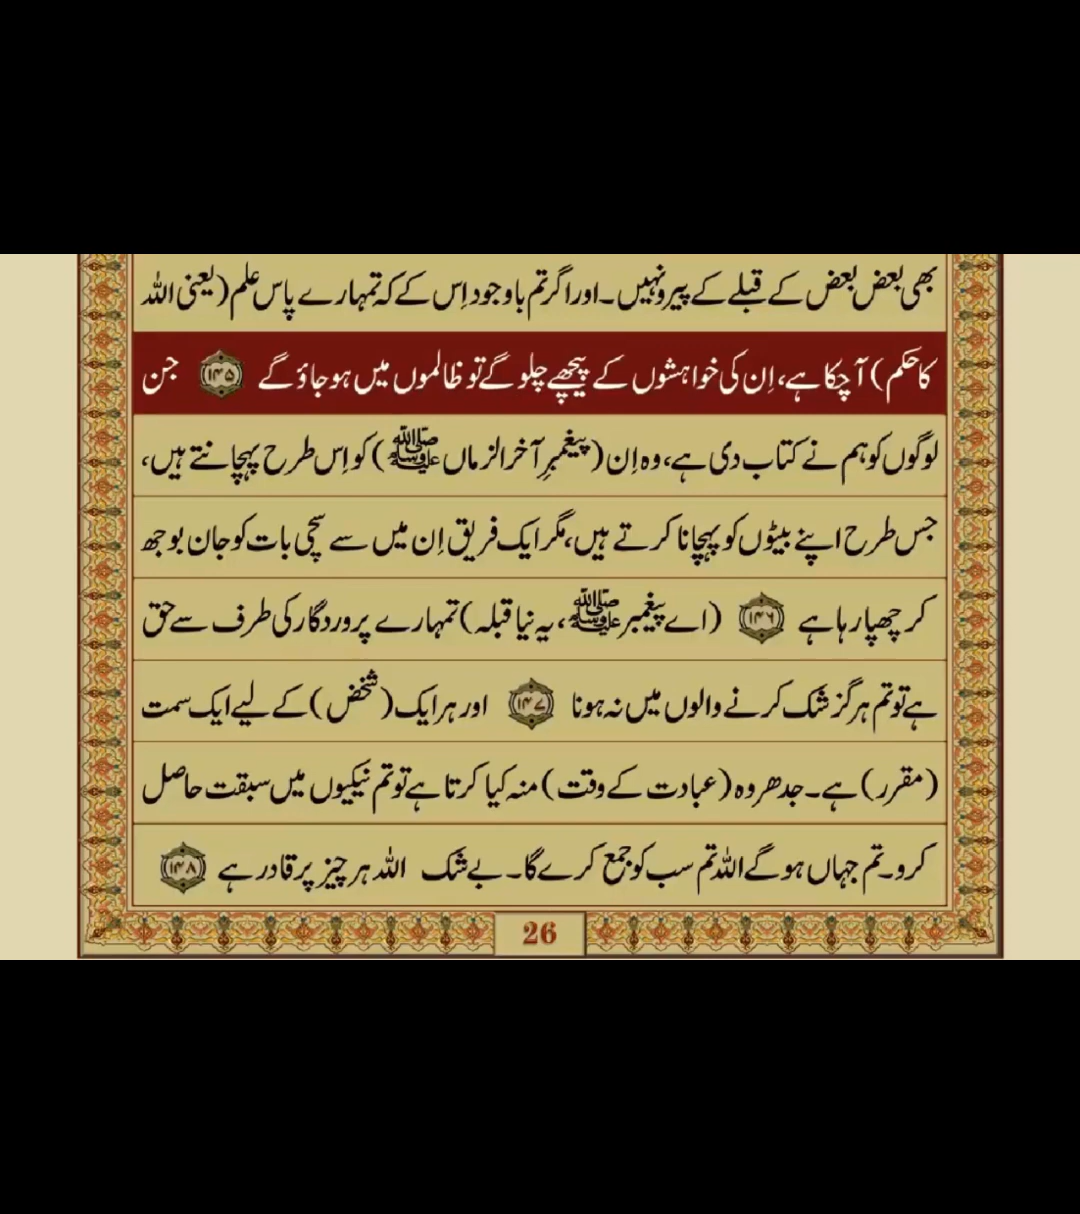 بھی بعض بعض کے قبلے کے پیرو نہیں۔ اور اگر تم باوجود اِس کے کہ تمہارے پاس علم (یعنی اللہ
کا حکم) آ چکا ہے، اِن کی خواہشوں کے پیچھے چلو گے تو ظالموں میں ہو جاؤ گے ﴿۱۴۵﴾ جن
لوگوں کو ہم نے کتاب دی ہے، وہ اِن (پیغمبرِ آخر الزماں ﷺ) کو اِس طرح پہچانتے ہیں،
جس طرح اپنے بیٹوں کو پہچانا کرتے ہیں، مگر ایک فریق اِن میں سے سچی بات کو جان بوجھ
کر چھپا رہا ہے ﴿۱۴۶﴾ (اے پیغمبر ﷺ، یہ نیا قبلہ) تمہارے پروردگار کی طرف سے حق
ہے تو تم ہرگز شک کرنے والوں میں نہ ہونا ﴿۱۴۷﴾ اور ہر ایک (شخص) کے لیے ایک سمت
(مقرر) ہے۔ جدھر وہ (عبادت کے وقت) منہ کیا کرتا ہے تو تم نیکیوں میں سبقت حاصل
کرو۔ تم جہاں ہو گے اللہ تم سب کو جمع کرے گا۔ بے شک اللہ ہر چیز پر قادر ہے ﴿۱۴۸﴾
26